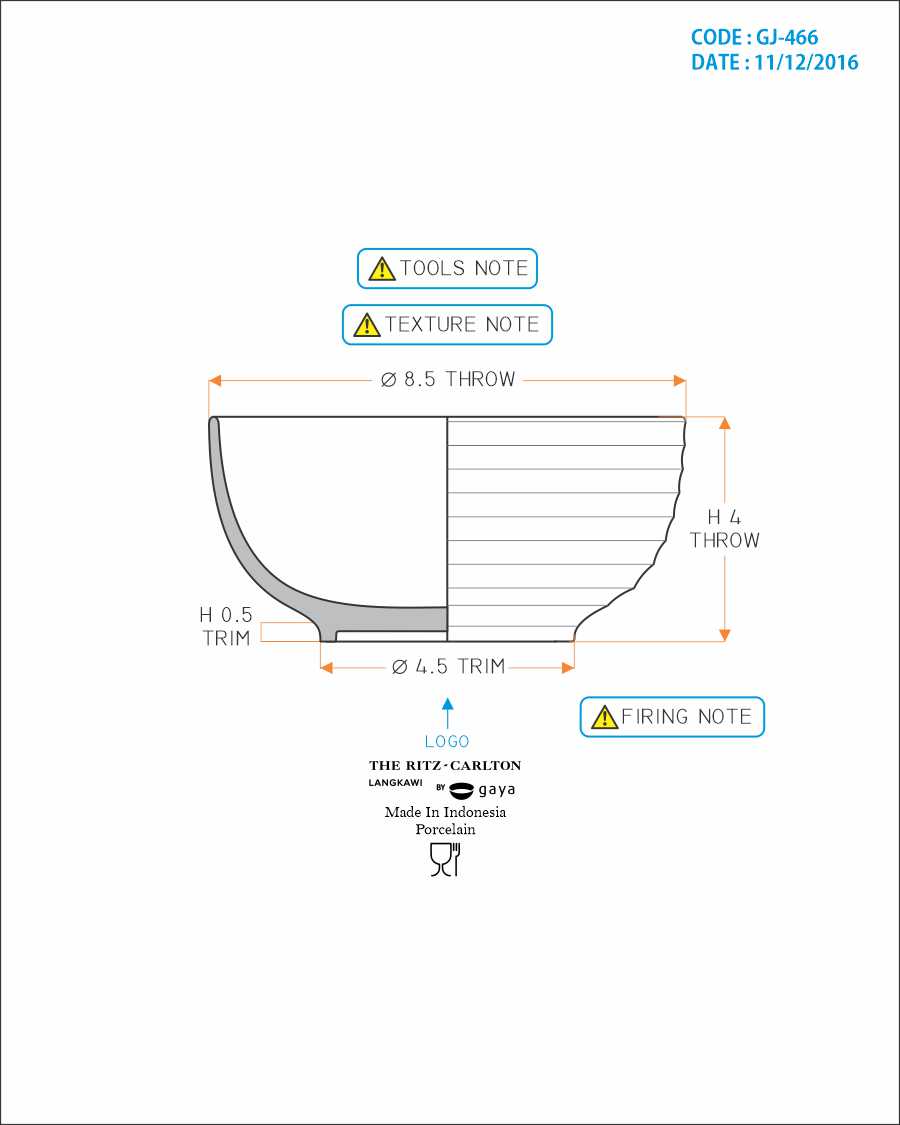 CODE : GJ-466
DATE : 11/12/2016
TOOLS NOTE
TEXTURE NOTE
Ø 8.5 THROW
H 4
THROW
H 0.5
TRIM
Ø 4.5 TRIM
FIRING NOTE
LOGO
THE RITZ-CARLTON
LANGKAWI BY gaya
Made In Indonesia
Porcelain